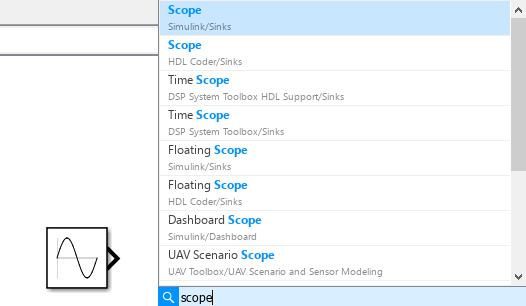 Scope
Simulink/Sinks
Scope
HDL Coder/Sinks
Time Scope
DSP System Toolbox HDL Support/Sinks
Time Scope
DSP System Toolbox/Sinks
Floating Scope
Simulink/Sinks
Floating Scope
HDL Coder/Sinks
Dashboard Scope
Simulink/Dashboard
UAV Scenario Scope
UAV Toolbox/UAV Scenario and Sensor Modeling
scope